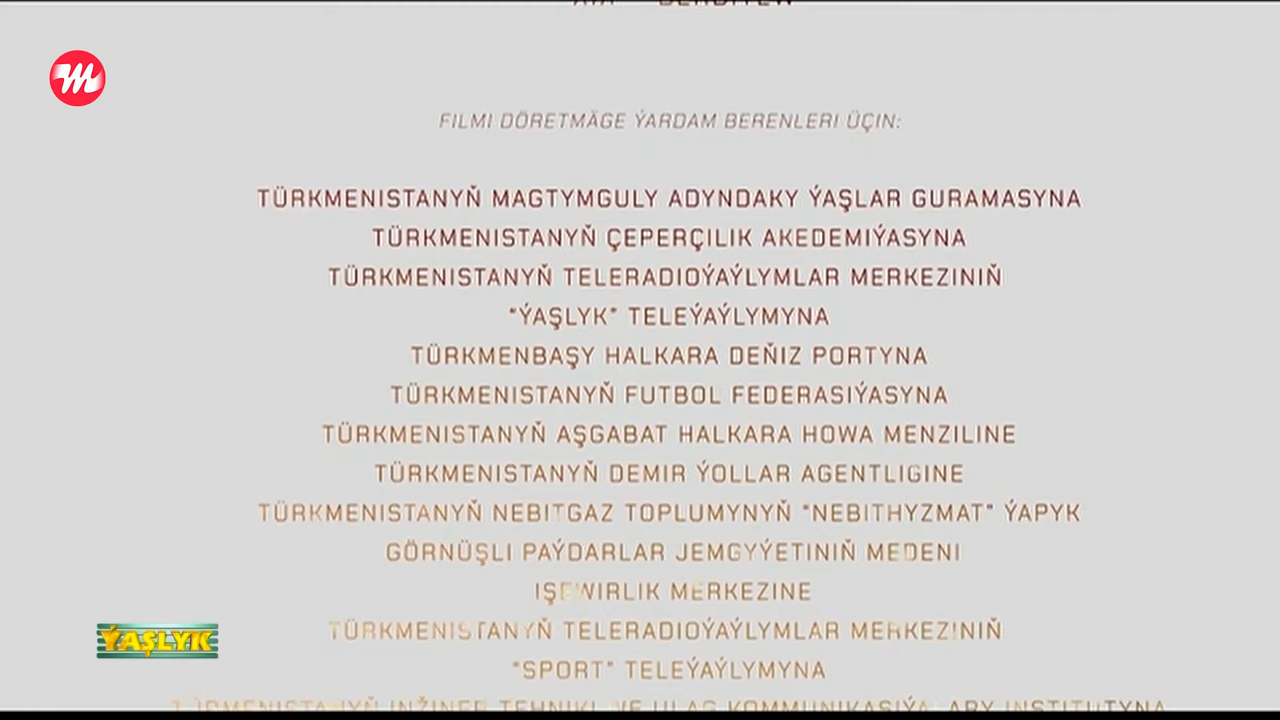 FILMI DÖRETMÄGE ÝARDAM BERENLERI ÜÇIN:
TÜRKMENISTANYŇ MAGTYMGULY ADYNDAKY ÝAŞLAR GURAMASYNA
TÜRKMENISTANYŇ ÇEPERÇILIK AKEDEMIÝASYNA
TÜRKMENISTANYŇ TELERADIOÝAÝLYMLAR MERKEZINIŇ
"ÝAŞLYK" TELEÝAÝLYMYNA
TÜRKMENBAŞY HALKARA DEŇIZ PORTYNA
TÜRKMENISTANYŇ FUTBOL FEDERASIÝASYNA
TÜRKMENISTANYŇ AŞGABAT HALKARA HOWA MENZILINE
TÜRKMENISTANYŇ DEMIR ÝOLLAR AGENTLIGINE
TÜRKMENISTANYŇ NEBITGAZ TOPLUMYNYŇ "NEBITHYZMAT" ÝAPYK
GÖRNÜŞLI PAÝDARLAR JEMGYÝETINIŇ MEDENI
IŞEWIRLIK MERKEZINE
TÜRKMENISTANYŇ TELERADIOÝAÝLYMLAR MERKEZINIŇ
ÝAŞLYK
"SPORT" TELEÝAÝLYMYNA